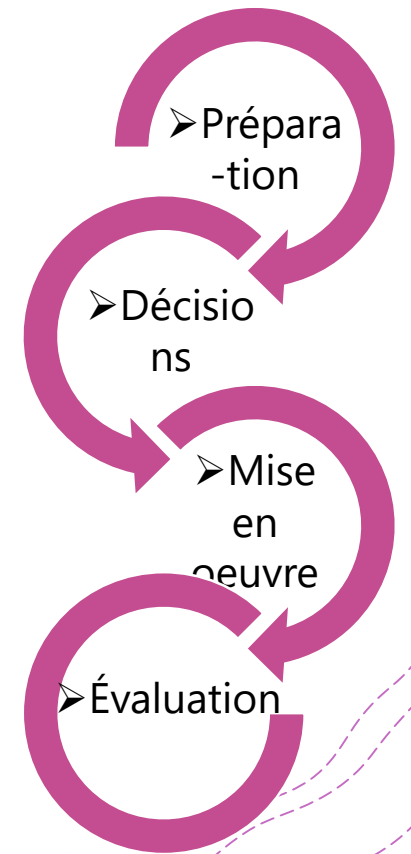 ➢Prépara
-tion
➢Décisio
ns
➢Mise
en
oeuvre
➢Évaluation